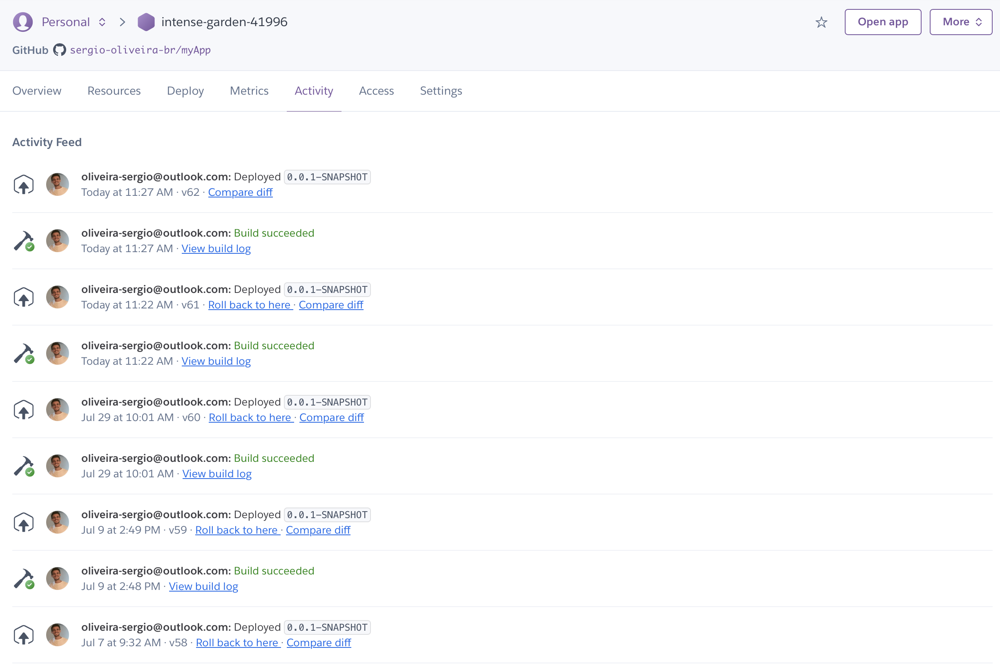 Personal intense-garden-41996 Open app More
GitHub sergio-oliveira-br/myApp
Overview Resources Deploy Metrics Activity Access Settings
Activity Feed
oliveira-sergio@outlook.com: Deployed 0.0.1-SNAPSHOT
Today at 11:27 AM · v62 · Compare diff
oliveira-sergio@outlook.com: Build succeeded
Today at 11:27 AM · View build log
oliveira-sergio@outlook.com: Deployed 0.0.1-SNAPSHOT
Today at 11:22 AM · v61 · Roll back to here · Compare diff
oliveira-sergio@outlook.com: Build succeeded
Today at 11:22 AM · View build log
oliveira-sergio@outlook.com: Deployed 0.0.1-SNAPSHOT
Jul 29 at 10:01 AM · v60 · Roll back to here · Compare diff
oliveira-sergio@outlook.com: Build succeeded
Jul 29 at 10:01 AM · View build log
oliveira-sergio@outlook.com: Deployed 0.0.1-SNAPSHOT
Jul 9 at 2:49 PM · v59 · Roll back to here · Compare diff
oliveira-sergio@outlook.com: Build succeeded
Jul 9 at 2:48 PM · View build log
oliveira-sergio@outlook.com: Deployed 0.0.1-SNAPSHOT
Jul 7 at 9:32 AM · v58 · Roll back to here · Compare diff